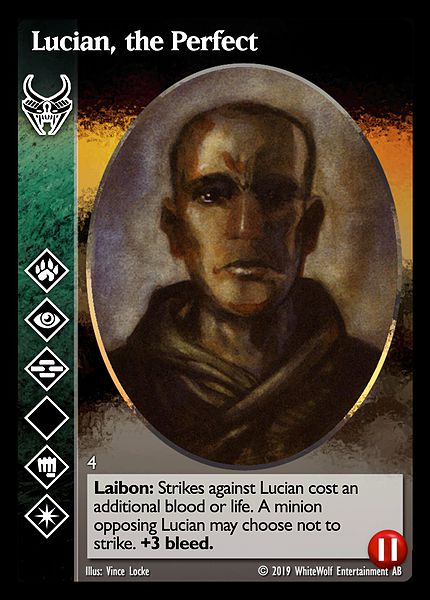 Lucian, the Perfect
4
Laibon: Strikes against Lucian cost an
additional blood or life. A minion
opposing Lucian may choose not to
strike. +3 bleed.
11
Illus: Vince Locke © 2019 WhiteWolf Entertainment AB